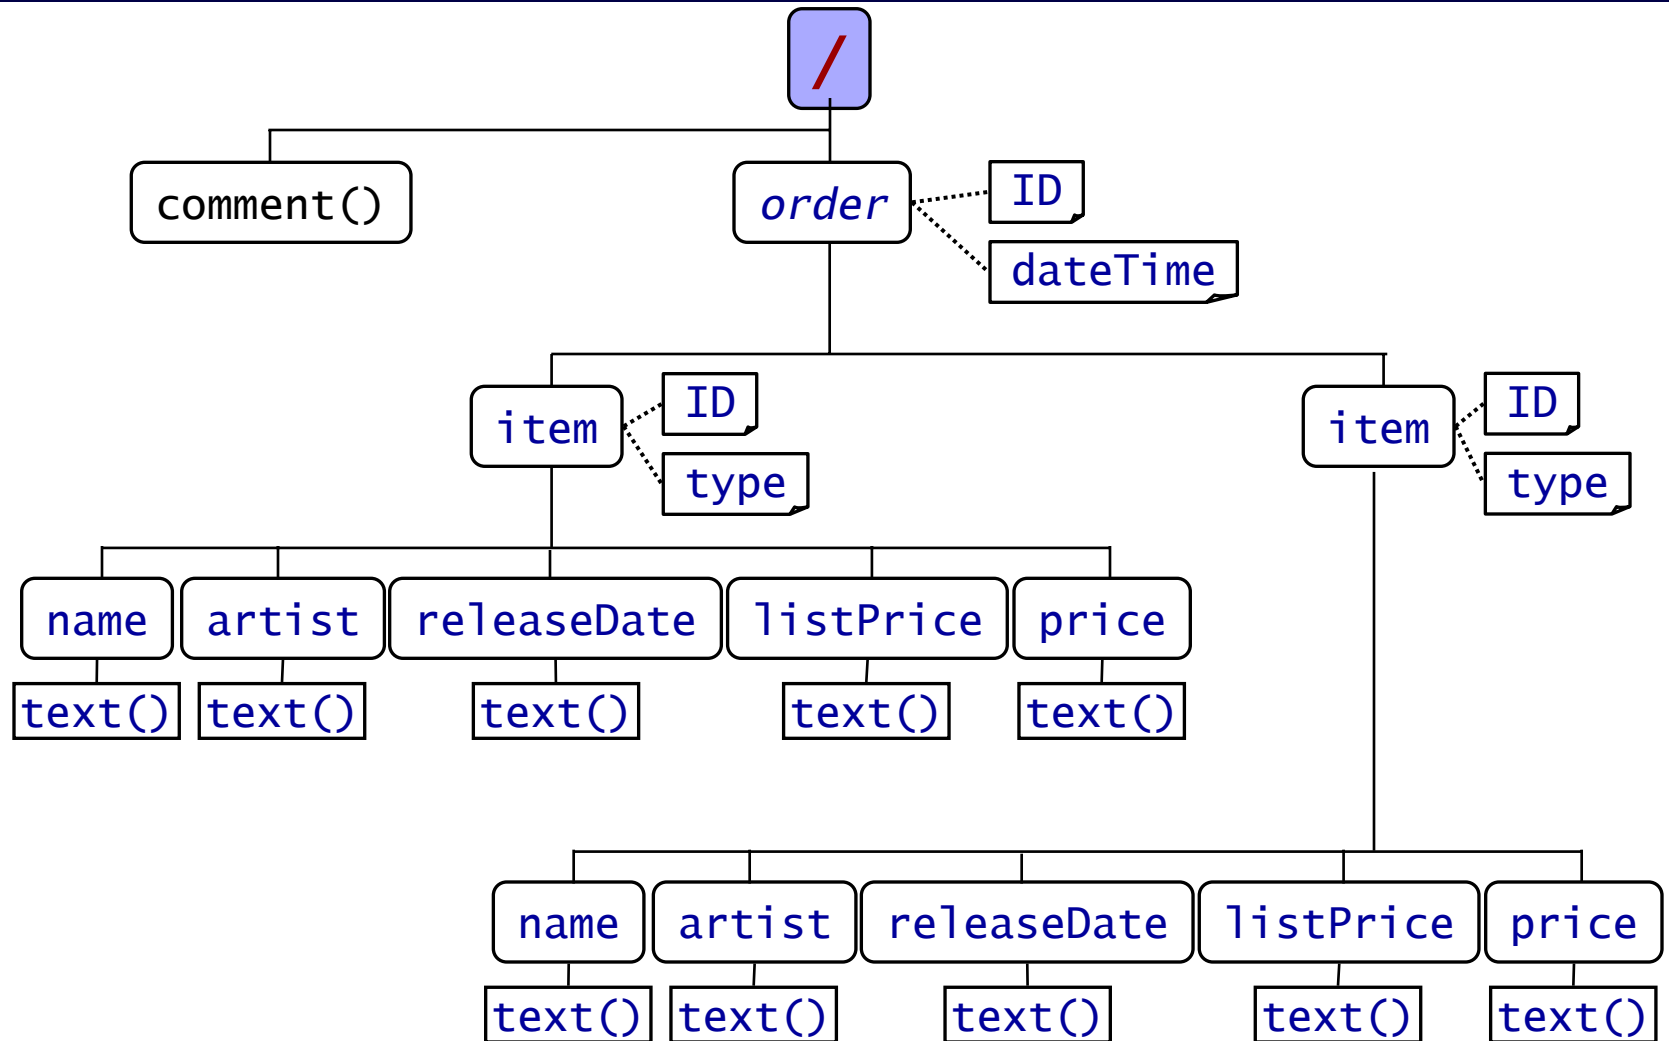 /
comment()
order
ID
dateTime
item
ID
type
item
ID
type
name artist releaseDate listPrice price
text() text() text() text() text()
name artist releaseDate listPrice price
text() text() text() text() text()